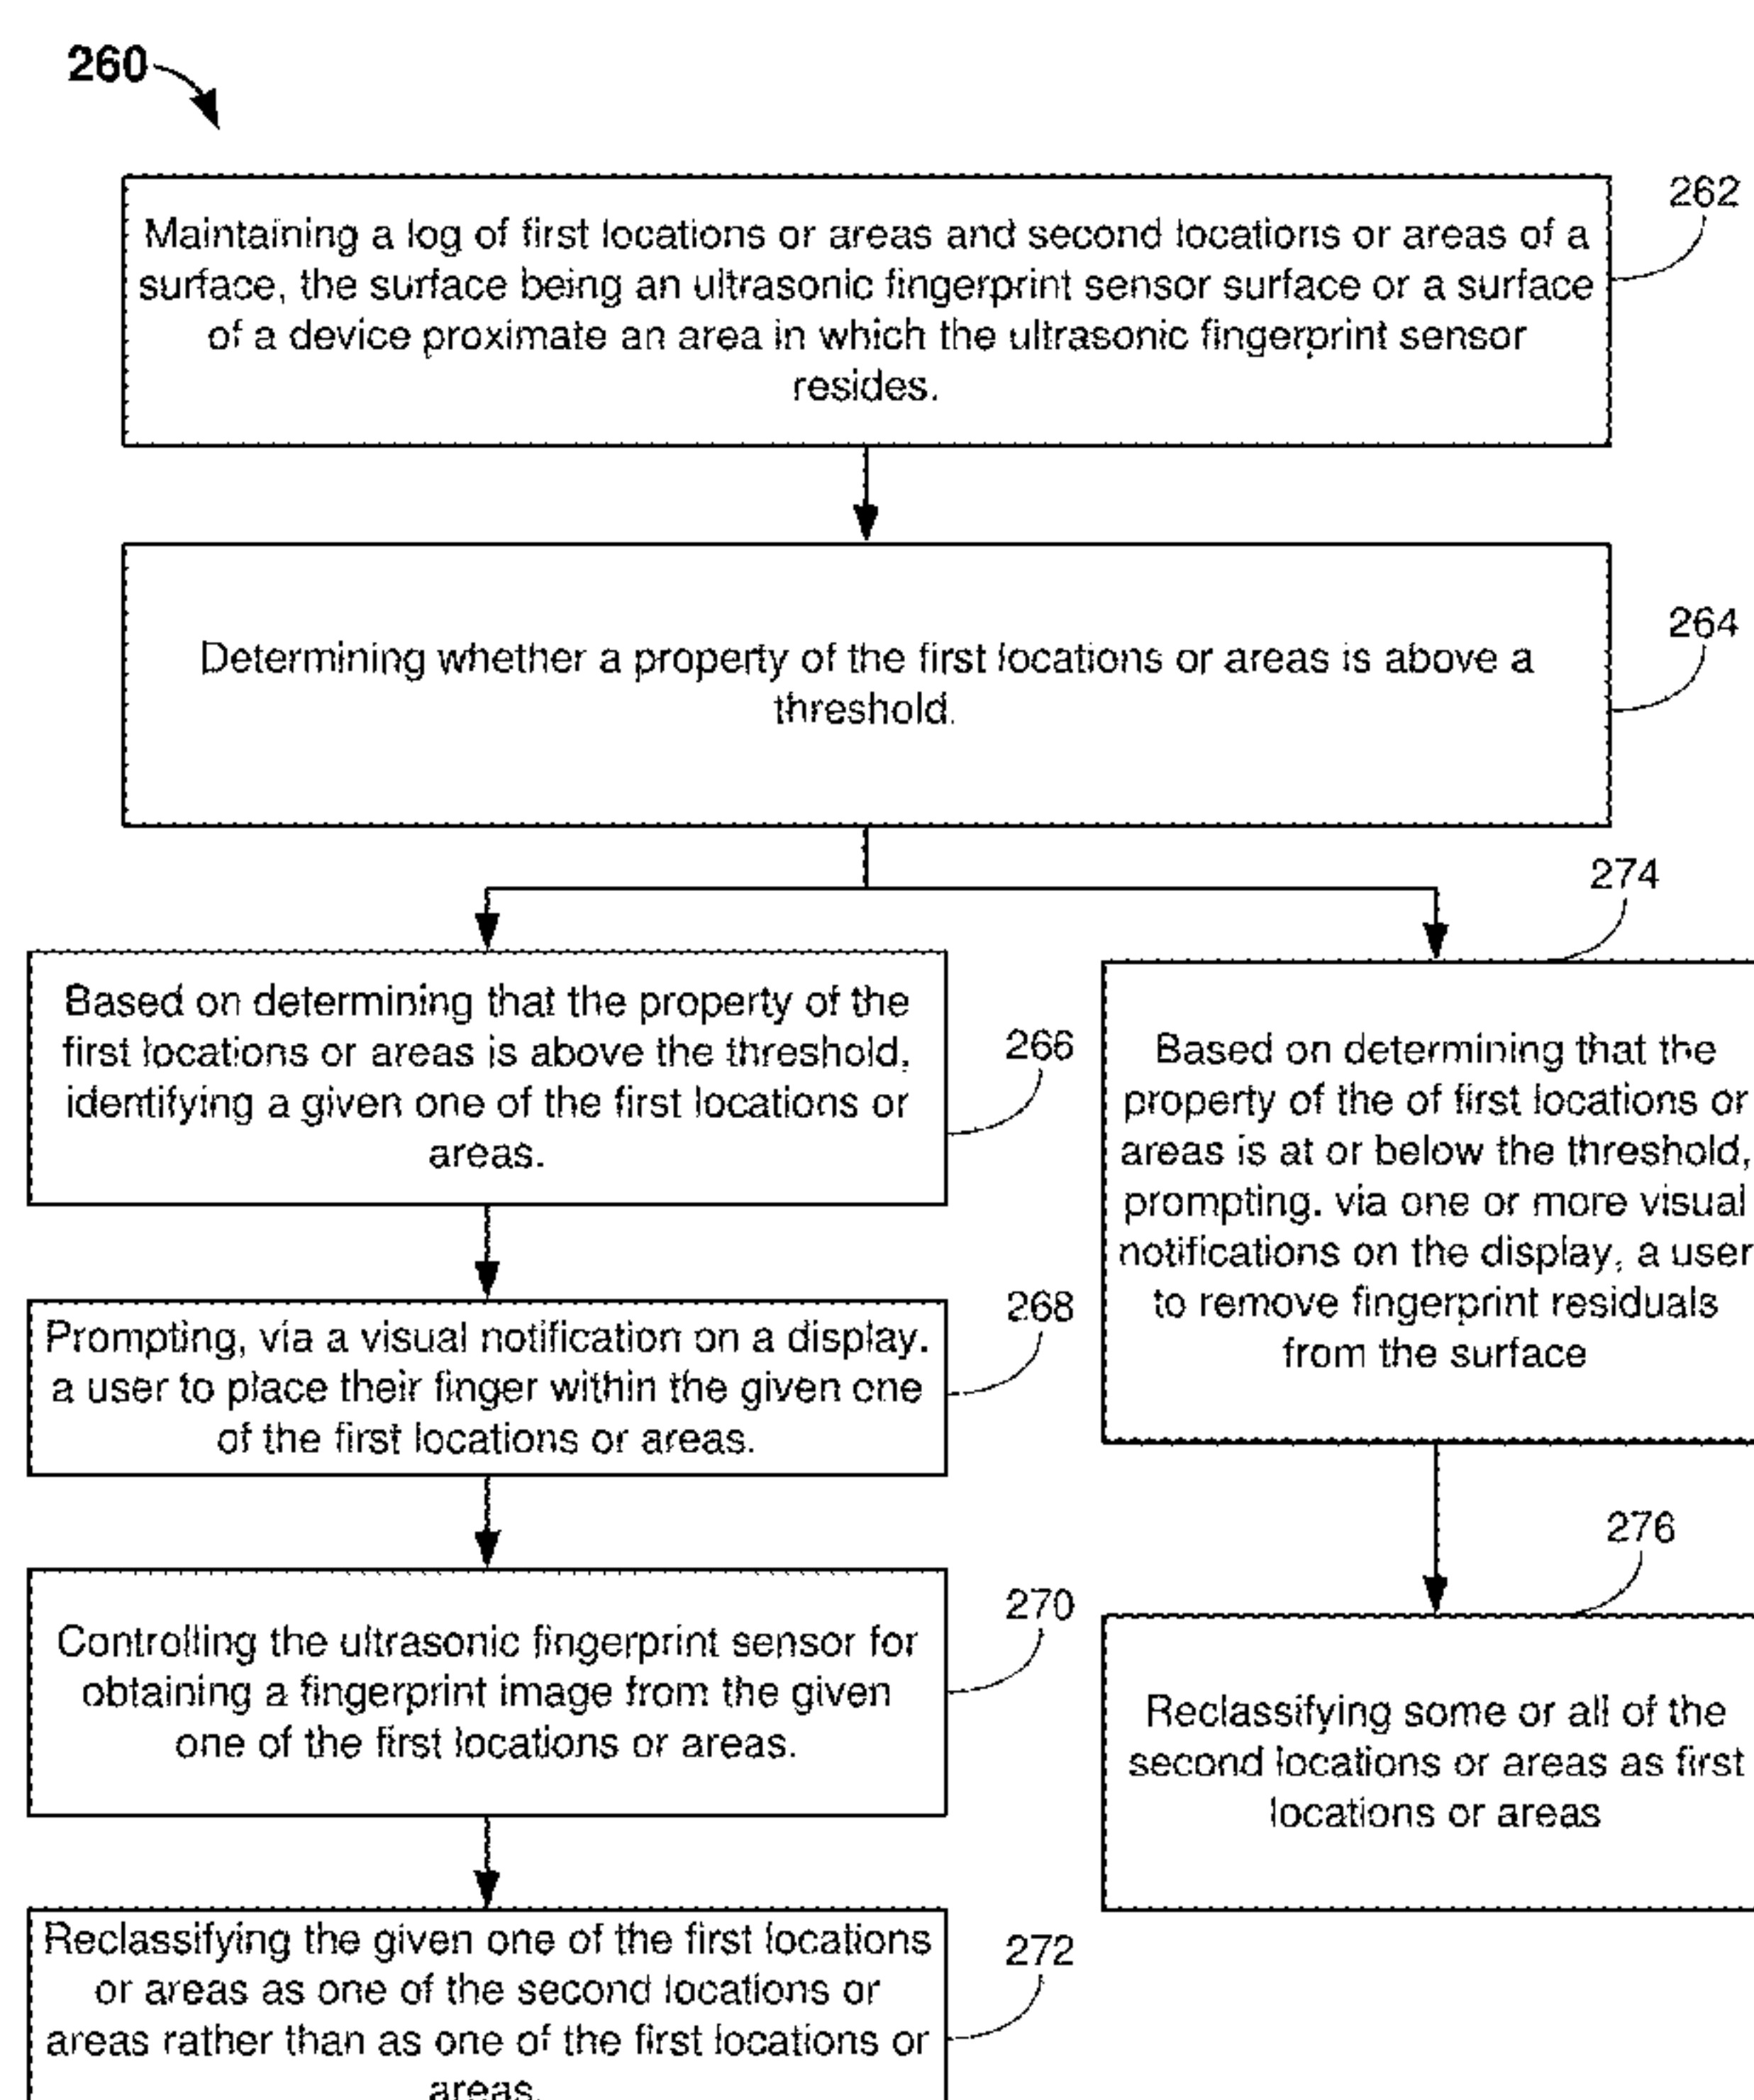 260
262
Maintaining a log of first locations or areas and second locations or areas of a
surface, the surface being an ultrasonic fingerprint sensor surface or a surface
of a device proximate an area in which the ultrasonic fingerprint sensor
resides.
264
Determining whether a property of the first locations or areas is above a
threshold.
266
Based on determining that the property of the
first locations or areas is above the threshold,
identifying a given one of the first locations or
areas.
268
Prompting, via a visual notification on a display.
a user to place their finger within the given one
of the first locations or areas.
270
Controlling the ultrasonic fingerprint sensor for
obtaining a fingerprint image from the given
one of the first locations or areas.
272
Reclassifying the given one of the first locations
or areas as one of the second locations or
areas rather than as one of the first locations or
areas.
274
Based on determining that the
property of the of first locations or
areas is at or below the threshold,
prompting. via one or more visual
notifications on the display, a user
to remove fingerprint residuals
from the surface
276
Reclassifying some or all of the
second locations or areas as first
locations or areas